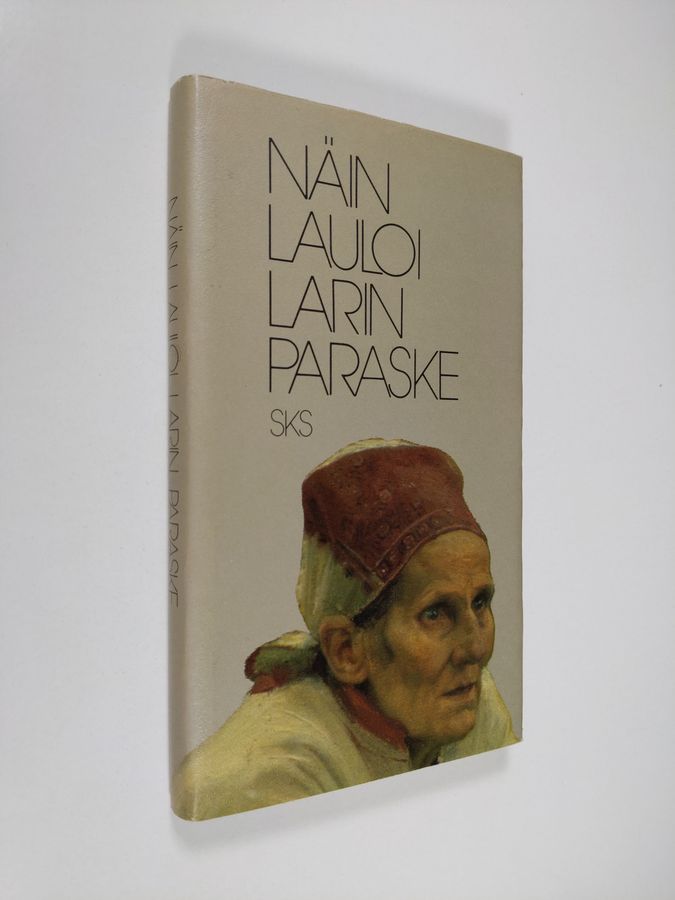 NÄIN
LAULOI
LARIN
PARASKE
SKS
NÄIN LAULOI LARIN PARASKE